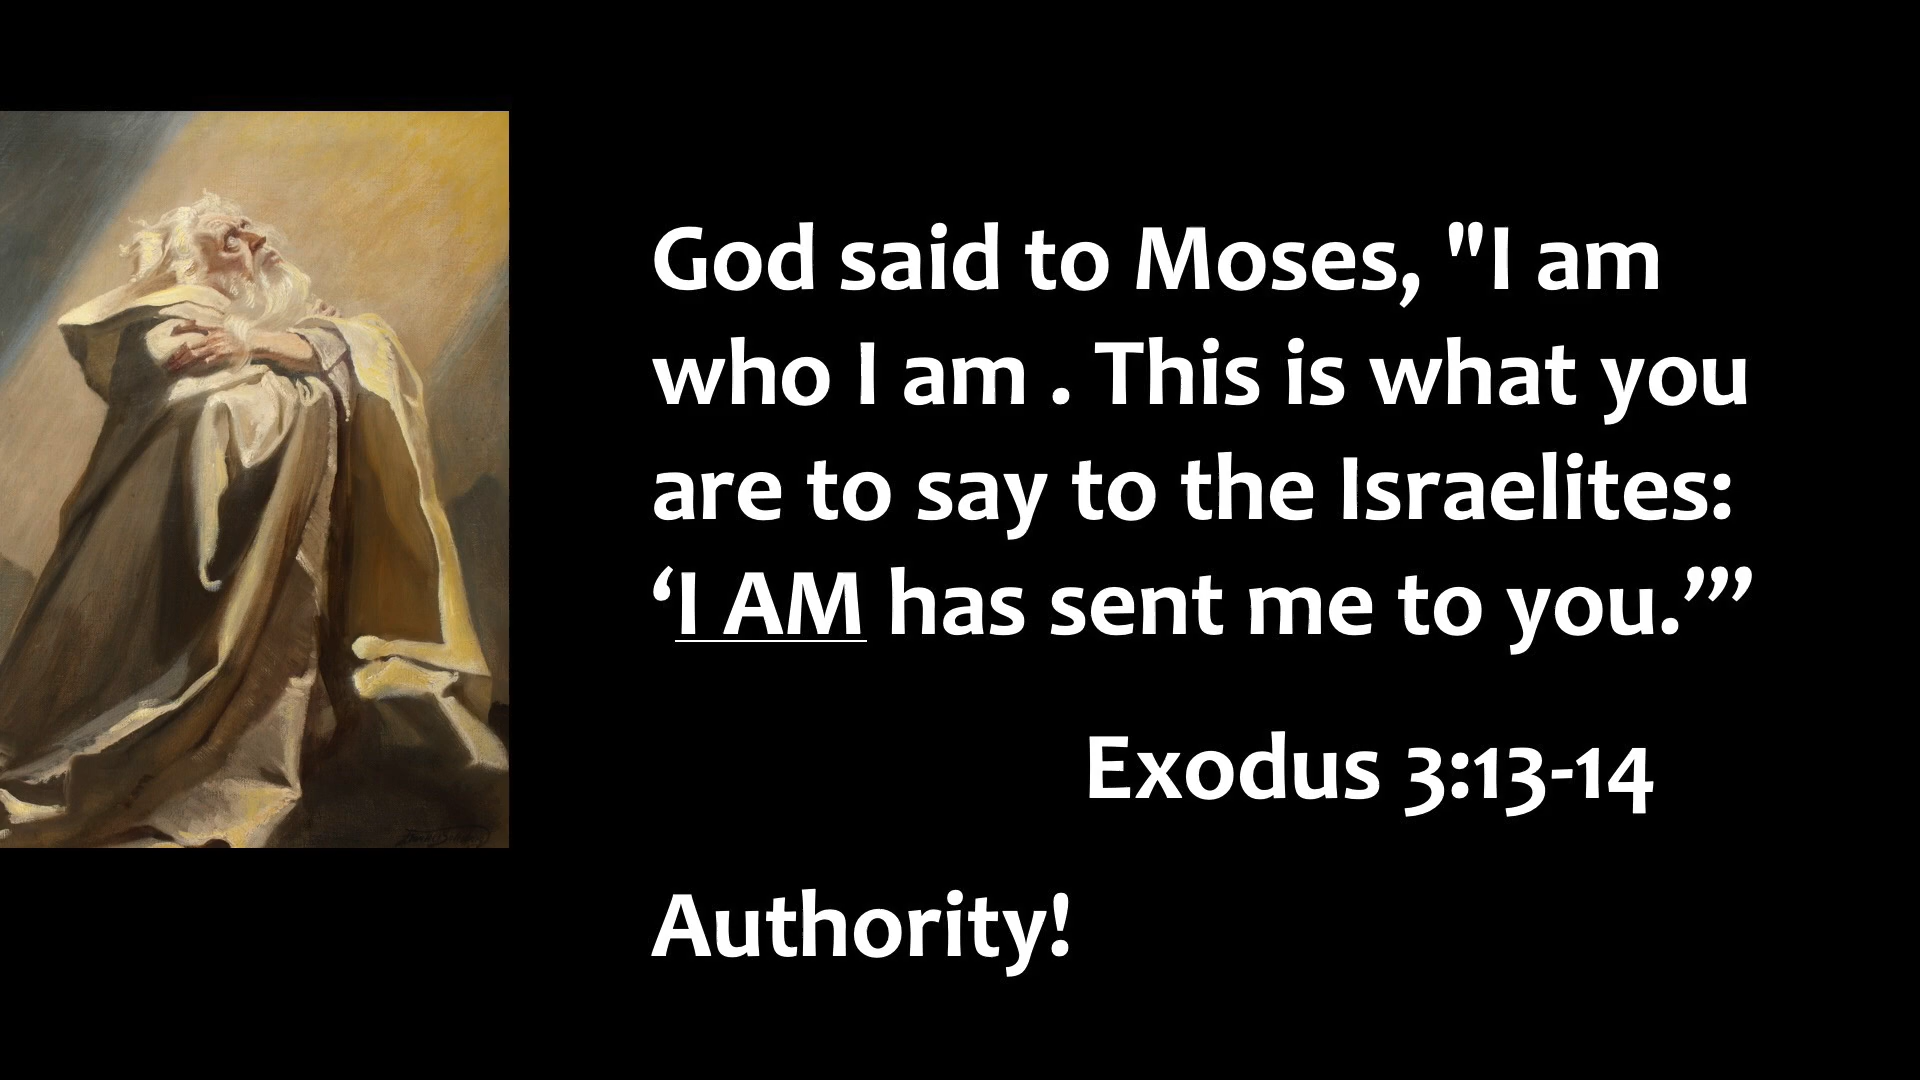 God said to Moses, "I am
who I am . This is what you
are to say to the Israelites:
‘I AM has sent me to you.’”
Exodus 3:13-14
Authority!